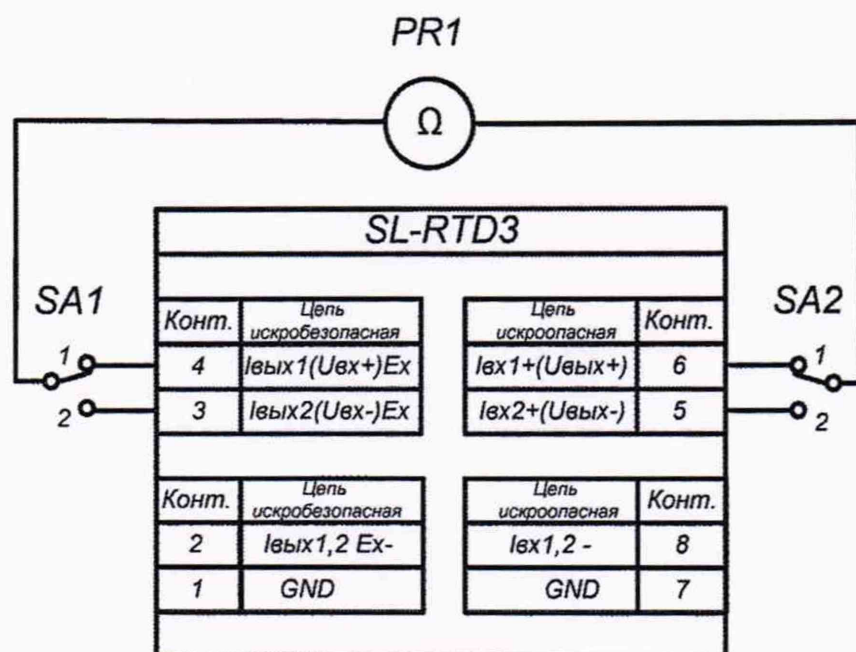 PR1
Ω
SL-RTD3
SA1
SA2
Конт. Цепь искробезопасная
Цепь искроопасная Конт.
1
4 Iвых1(Uвх+)Ex
Iвх1+(Uвых+) 6
1
2
3 Iвых2(Uвх-)Ex
Iвх2+(Uвых-) 5
2
Конт. Цепь искробезопасная
Цепь искроопасная Конт.
2 Iвых1,2 Ex-
Iвх1,2 - 8
1 GND
GND 7